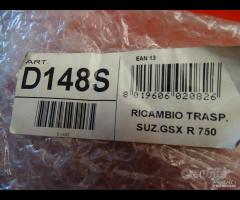 ART.
EAN 13
D148S
8 019606 020826
RICAMBIO TRASP.
SUZ.GSX R 750